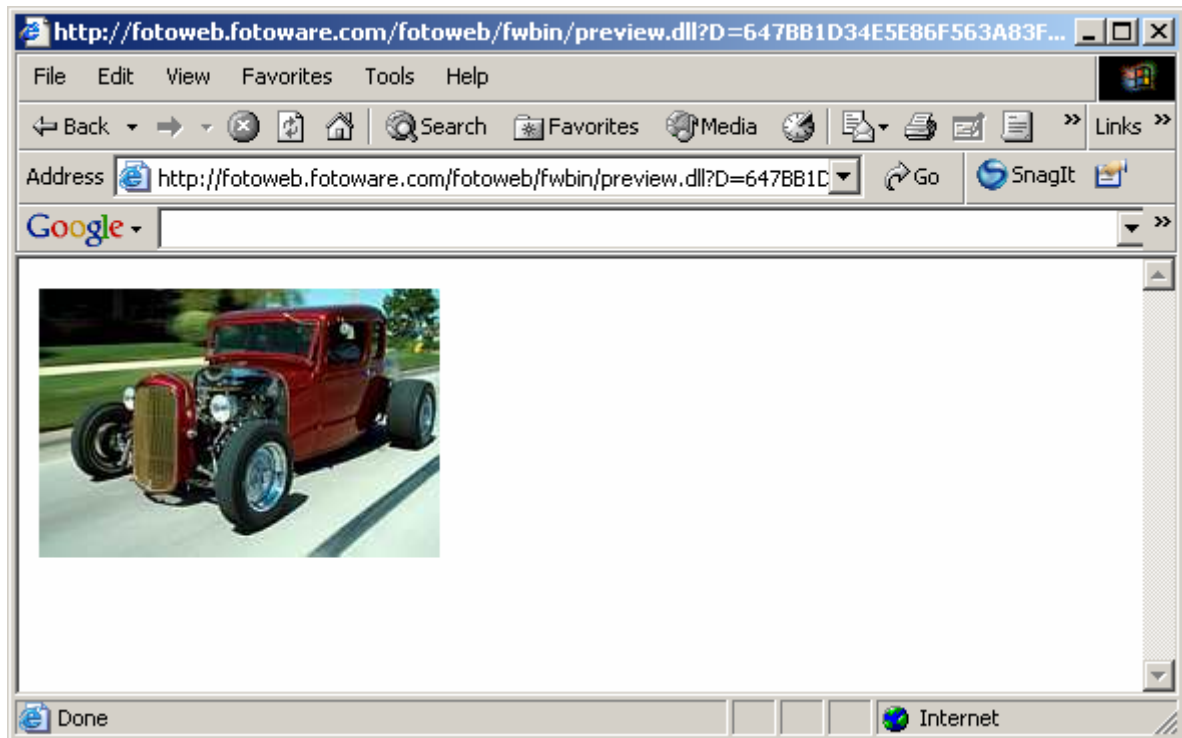 http://fotoweb.fotoware.com/fotoweb/fwbin/preview.dll?D=647BB1D34E5E86F563A83F...
File Edit View Favorites Tools Help
Back Search Favorites Media Links
Address http://fotoweb.fotoware.com/fotoweb/fwbin/preview.dll?D=647BB1D Go SnagIt
Google
Done Internet